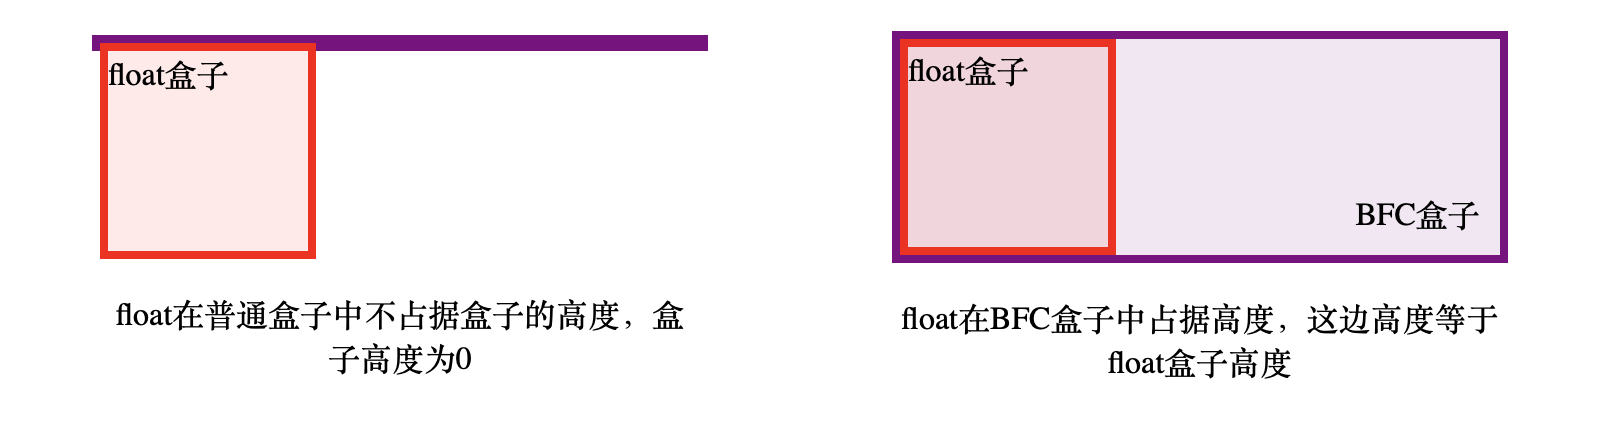 float盒子
float在普通盒子中不占据盒子的高度，盒
子高度为0
float盒子
BFC盒子
float在BFC盒子中占据高度，这边高度等于
float盒子高度